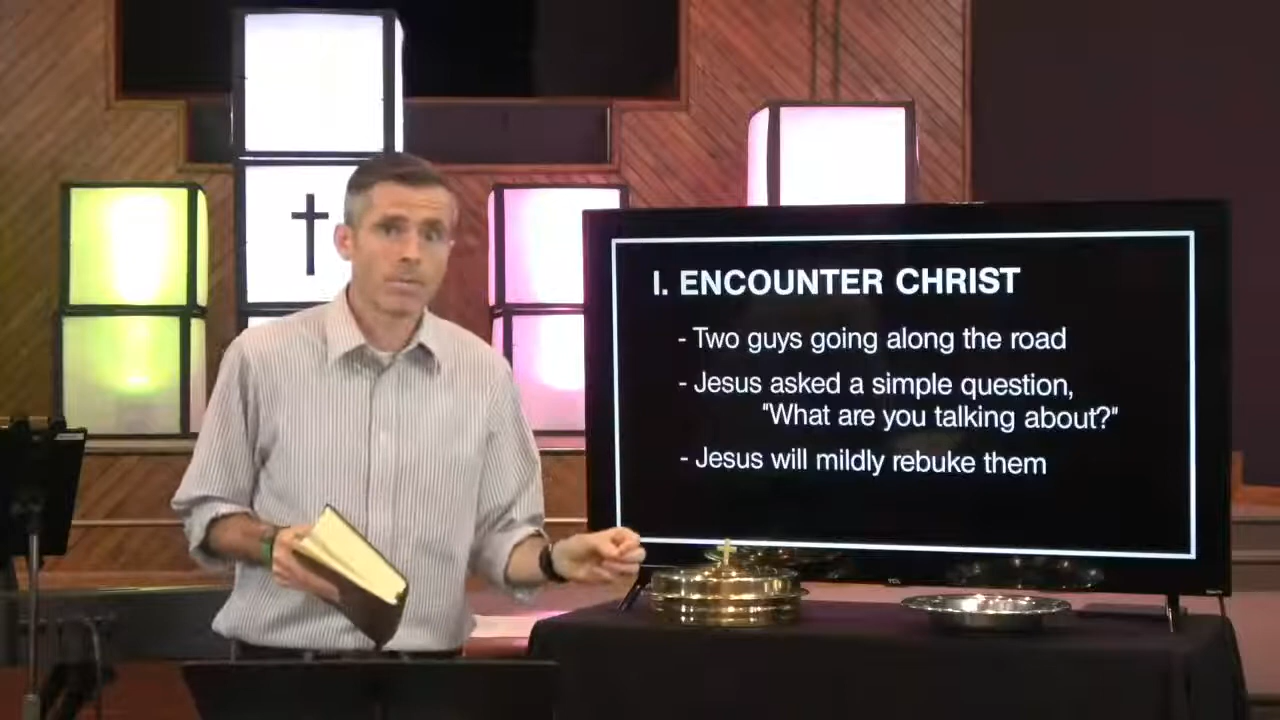 I. ENCOUNTER CHRIST
- Two guys going along the road
- Jesus asked a simple question,
"What are you talking about?"
- Jesus will mildly rebuke them
TCL